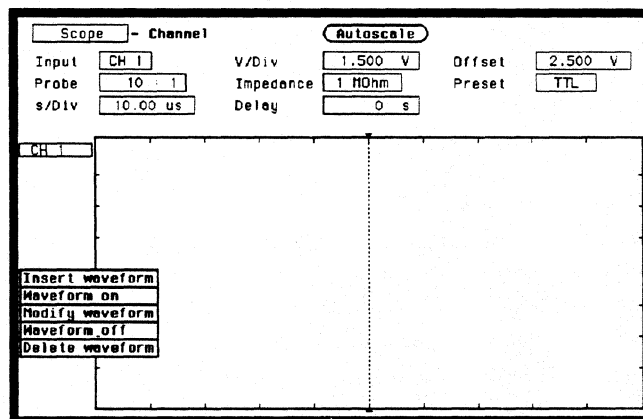 Scope - Channel Autoscale
Input CH 1 V/Div 1.500 V Offset 2.500 V
Probe 10 : 1 Impedance 1 MOhm Preset TTL
s/Div 10.00 us Delay 0 s
CH 1
Insert waveform
Waveform on
Modify waveform
Waveform off
Delete waveform